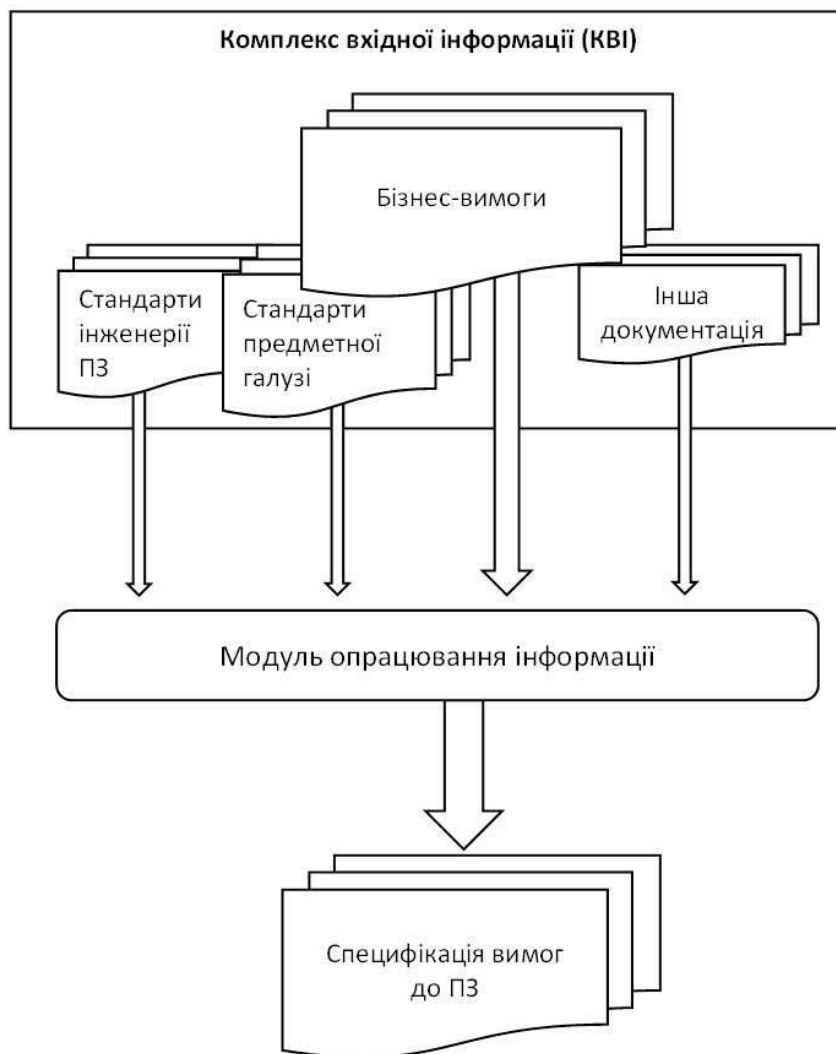 Комплекс вхідної інформації (КВІ)
Бізнес-вимоги
Стандарти
інженерії
ПЗ
Стандарти
предметної
галузі
Інша
документація
Модуль опрацювання інформації
Специфікація вимог
до ПЗ